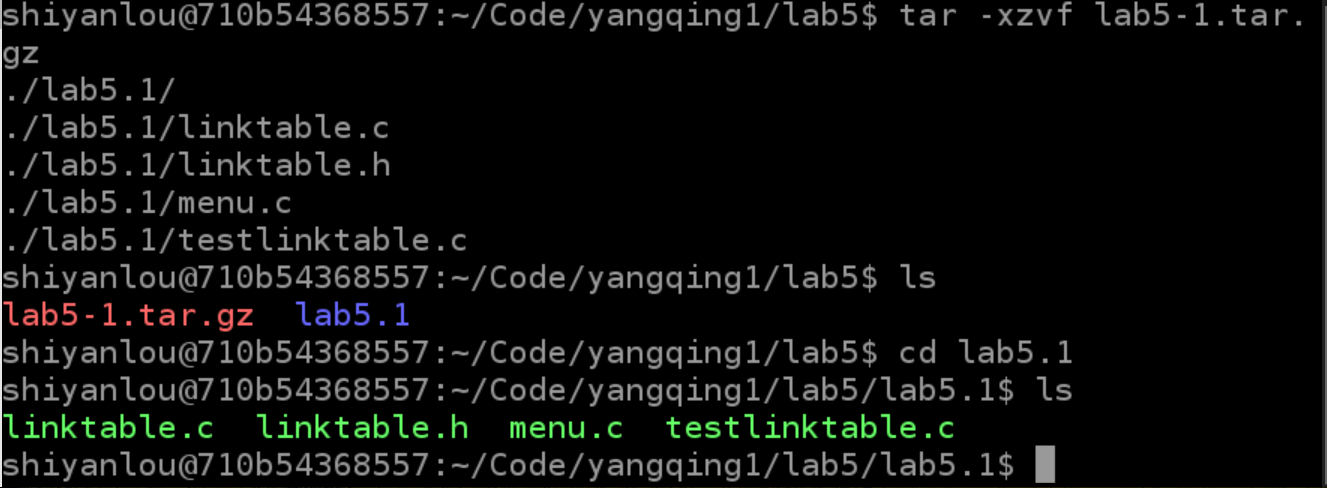 shiyanlou@710b54368557:~/Code/yangqing1/lab5$ tar -xzvf lab5-1.tar.
gz
./lab5.1/
./lab5.1/linktable.c
./lab5.1/linktable.h
./lab5.1/menu.c
./lab5.1/testlinktable.c
shiyanlou@710b54368557:~/Code/yangqing1/lab5$ ls
lab5-1.tar.gz  lab5.1
shiyanlou@710b54368557:~/Code/yangqing1/lab5$ cd lab5.1
shiyanlou@710b54368557:~/Code/yangqing1/lab5/lab5.1$ ls
linktable.c  linktable.h  menu.c  testlinktable.c
shiyanlou@710b54368557:~/Code/yangqing1/lab5/lab5.1$